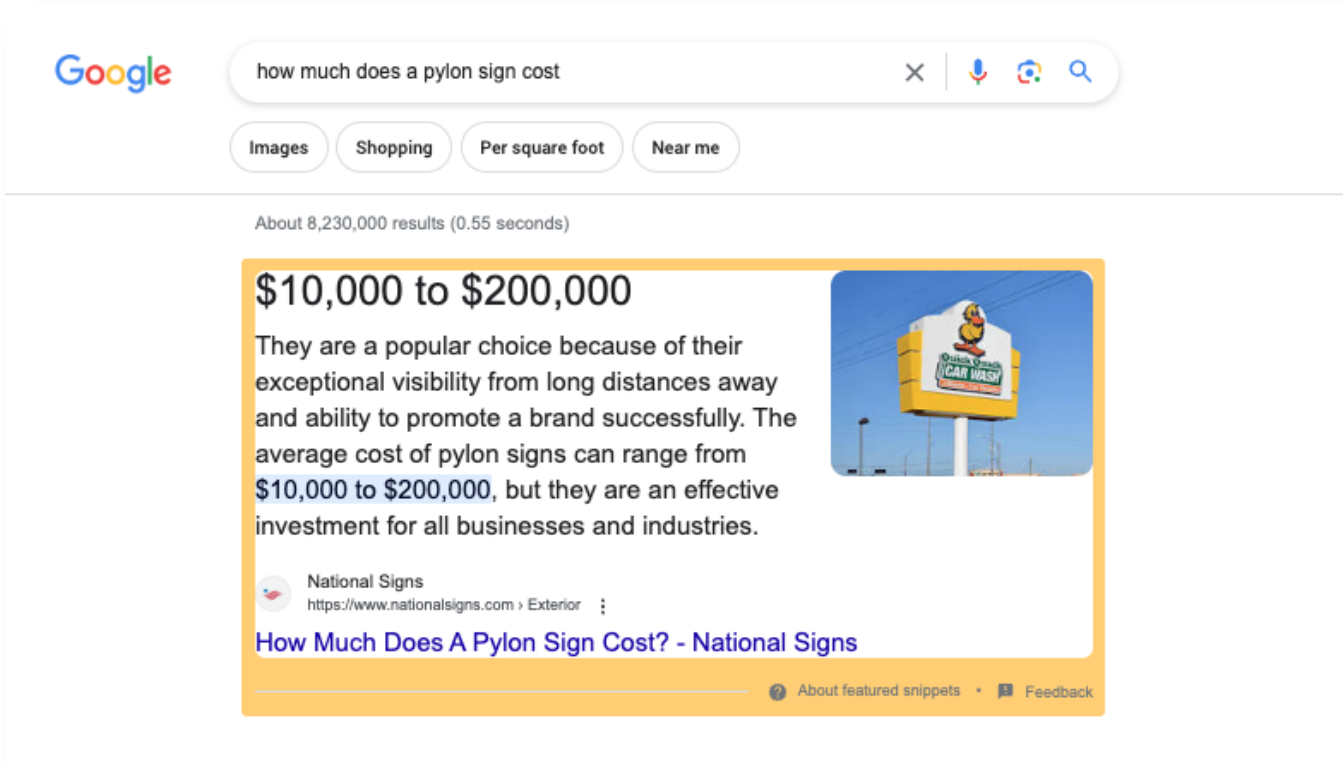 Google
how much does a pylon sign cost
Images
Shopping
Per square foot
Near me
About 8,230,000 results (0.55 seconds)
$10,000 to $200,000
They are a popular choice because of their
exceptional visibility from long distances away
and ability to promote a brand successfully. The
average cost of pylon signs can range from
$10,000 to $200,000, but they are an effective
investment for all businesses and industries.
Quick Quack
CAR WASH
National Signs
https://www.nationalsigns.com › Exterior
How Much Does A Pylon Sign Cost? - National Signs
About featured snippets • Feedback